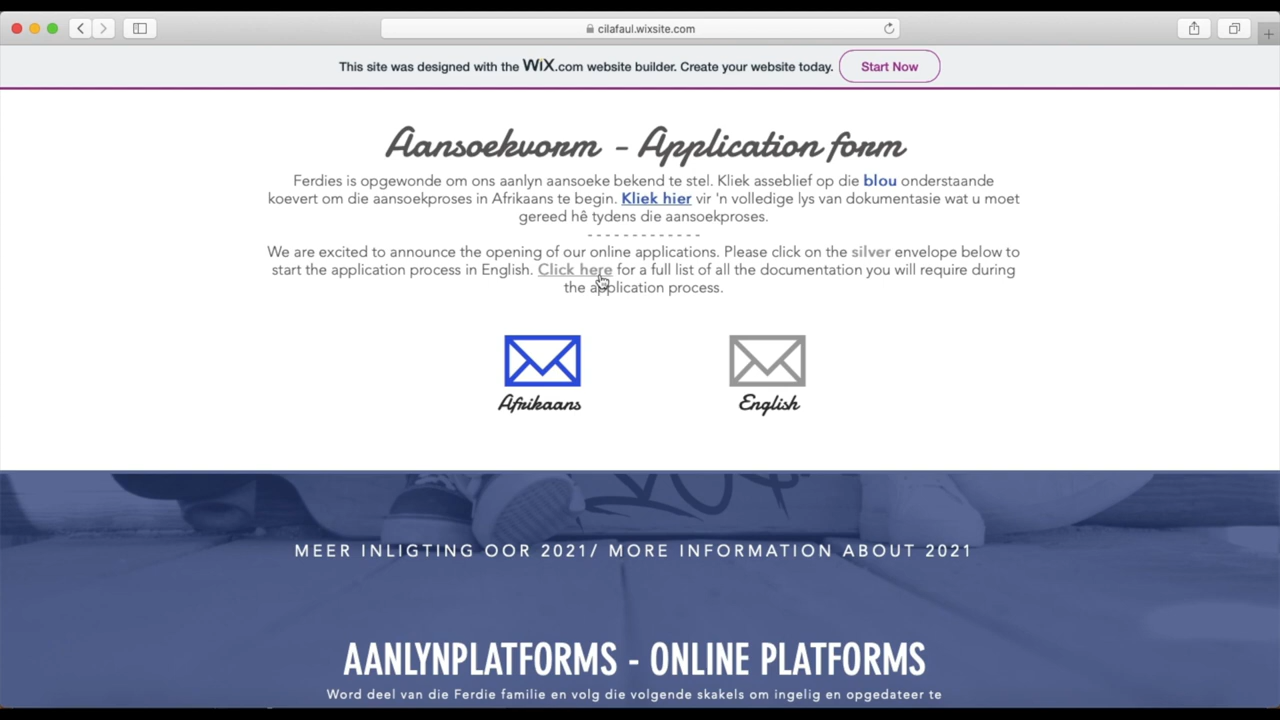 cilafaul.wixsite.com
This site was designed with the WiX.com website builder. Create your website today. Start Now
Aansoekvorm - Application form
Ferdies is opgewonde om ons aanlyn aansoeke bekend te stel. Kliek asseblief op die blou onderstaande
koevert om die aansoekproses in Afrikaans te begin. Kliek hier vir 'n volledige lys van dokumentasie wat u moet
gereed hê tydens die aansoekproses.
- - - - - - - - - - - - -
We are excited to announce the opening of our online applications. Please click on the silver envelope below to
start the application process in English. Click here for a full list of all the documentation you will require during
the application process.
Afrikaans
English
MEER INLIGTING OOR 2021/ MORE INFORMATION ABOUT 2021
AANLYNPLATFORMS - ONLINE PLATFORMS
Word deel van die Ferdie familie en volg die volgende skakels om ingelig en opgedateer te